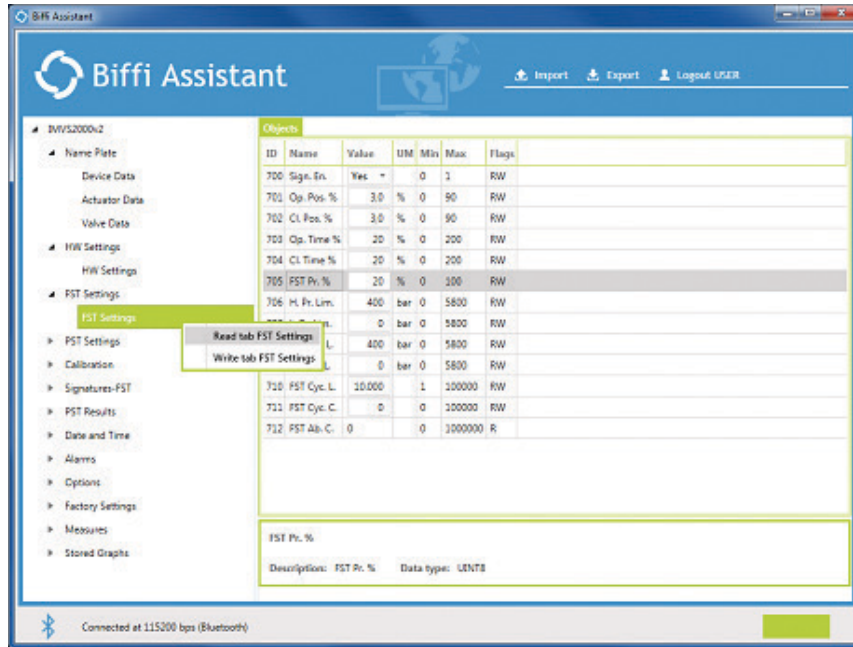 Biffi Assistant
Biffi Assistant
Import Export Logout USER
IMVS2000v2
Name Plate
Device Data
Actuator Data
Valve Data
HW Settings
HW Settings
FST Settings
FST Settings
PST Settings
Calibration
Signatures-FST
PST Results
Date and Time
Alarms
Options
Factory Settings
Measures
Stored Graphs
Read tab FST Settings
Write tab FST Settings
Objects
ID Name Value UM Min Max Flags
700 Sign. En. Yes 0 1 RW
701 Op. Pos. % 3,0 % 0 90 RW
702 Cl. Pos. % 3,0 % 0 90 RW
703 Op. Time % 20 % 0 200 RW
704 Cl. Time % 20 % 0 200 RW
705 FST Pr. % 20 % 0 100 RW
706 H. Pr. Lim. 400 bar 0 5800 RW
0 bar 0 5800 RW
400 bar 0 5800 RW
0 bar 0 5800 RW
710 FST Cyc. L. 10.000 1 100000 RW
711 FST Cyc. C. 0 0 100000 RW
712 FST Ab. C. 0 0 1000000 R
FST Pr. %
Description: FST Pr. % Data type: UINT8
Connected at 115200 bps (Bluetooth)